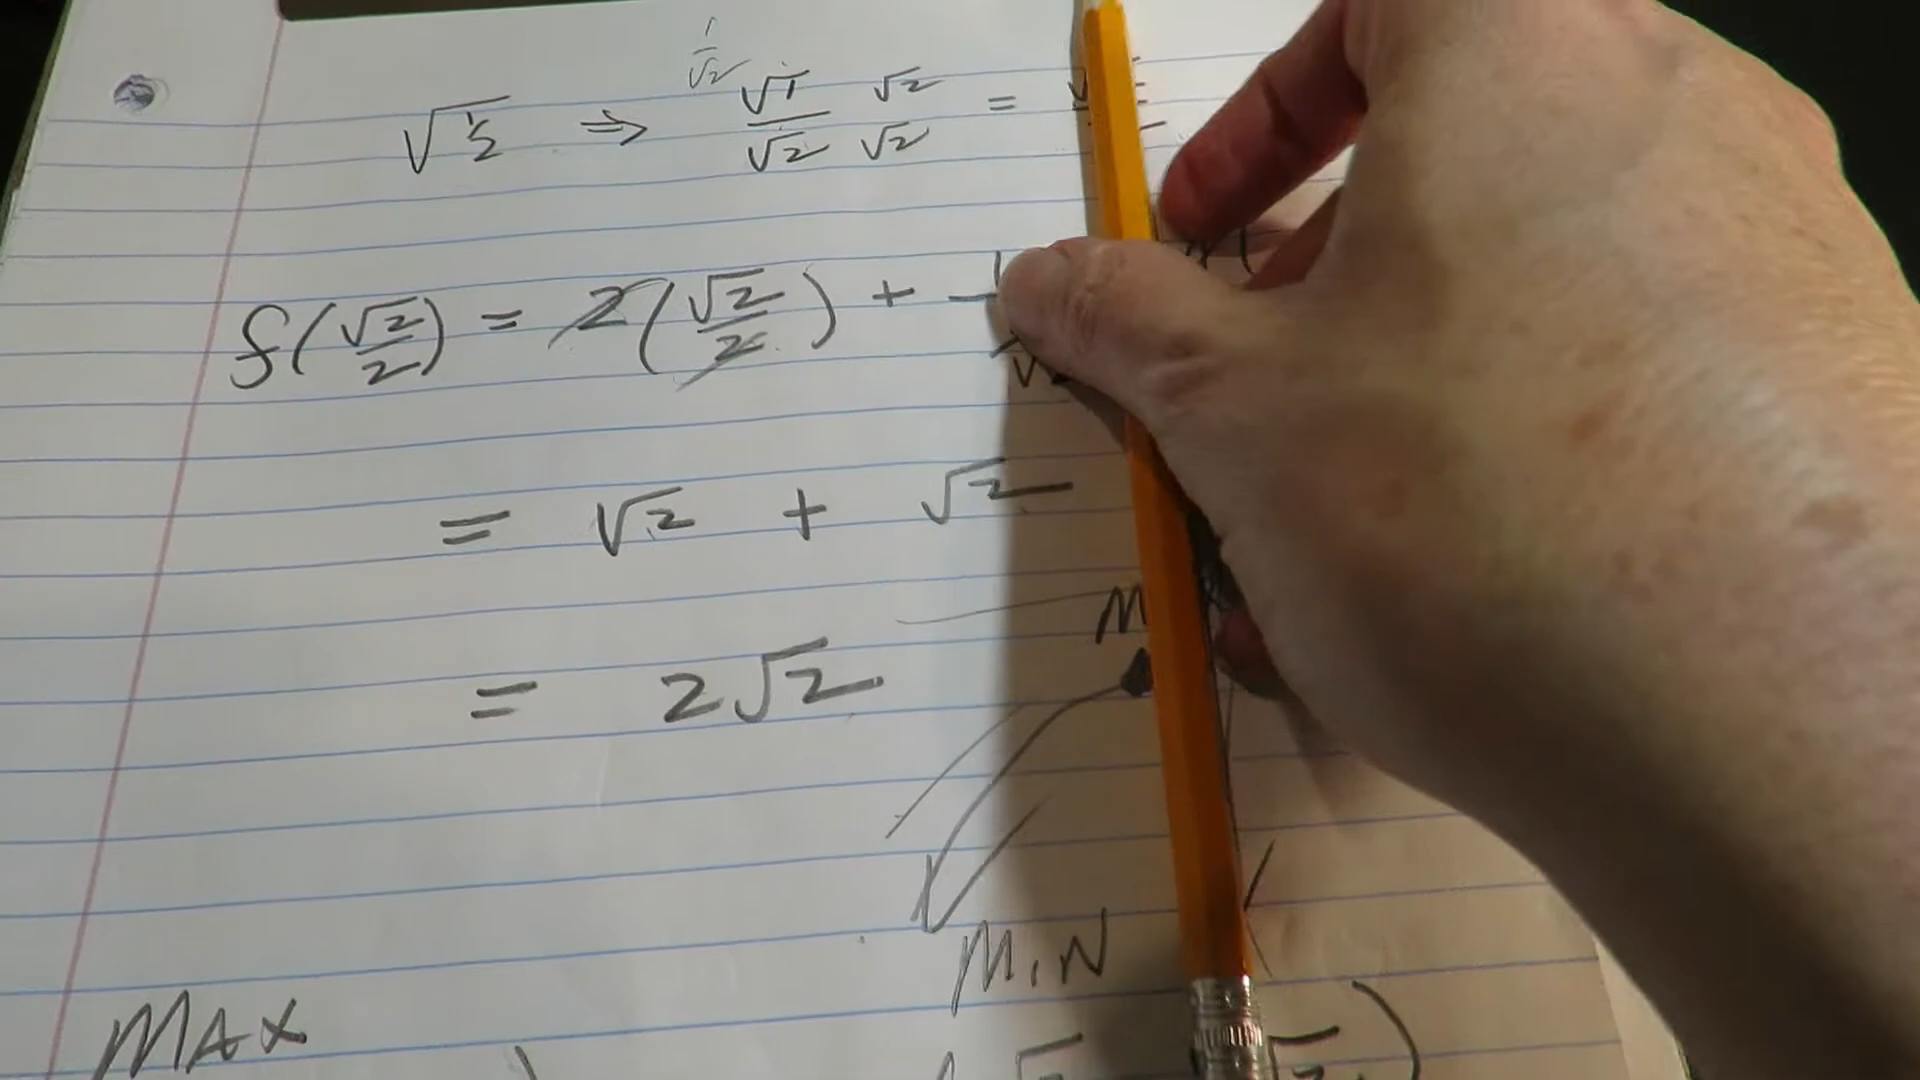 1/√2
√(1/2) ⇒ √1/√2 √2/√2 =
f(√2/2) = 2(√2/2) + 1
= √2 + √2
= 2√2
MIN
MAX